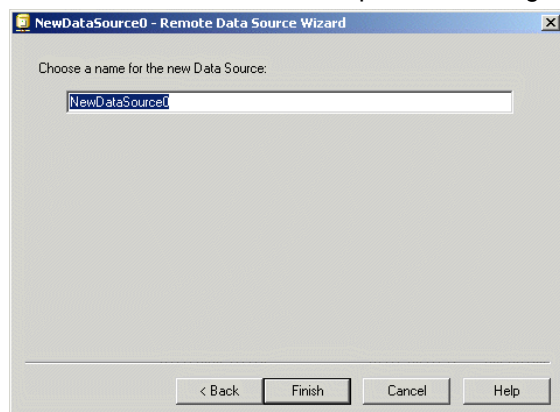 NewDataSource0 - Remote Data Source Wizard
Choose a name for the new Data Source:
NewDataSource0
< Back Finish Cancel Help